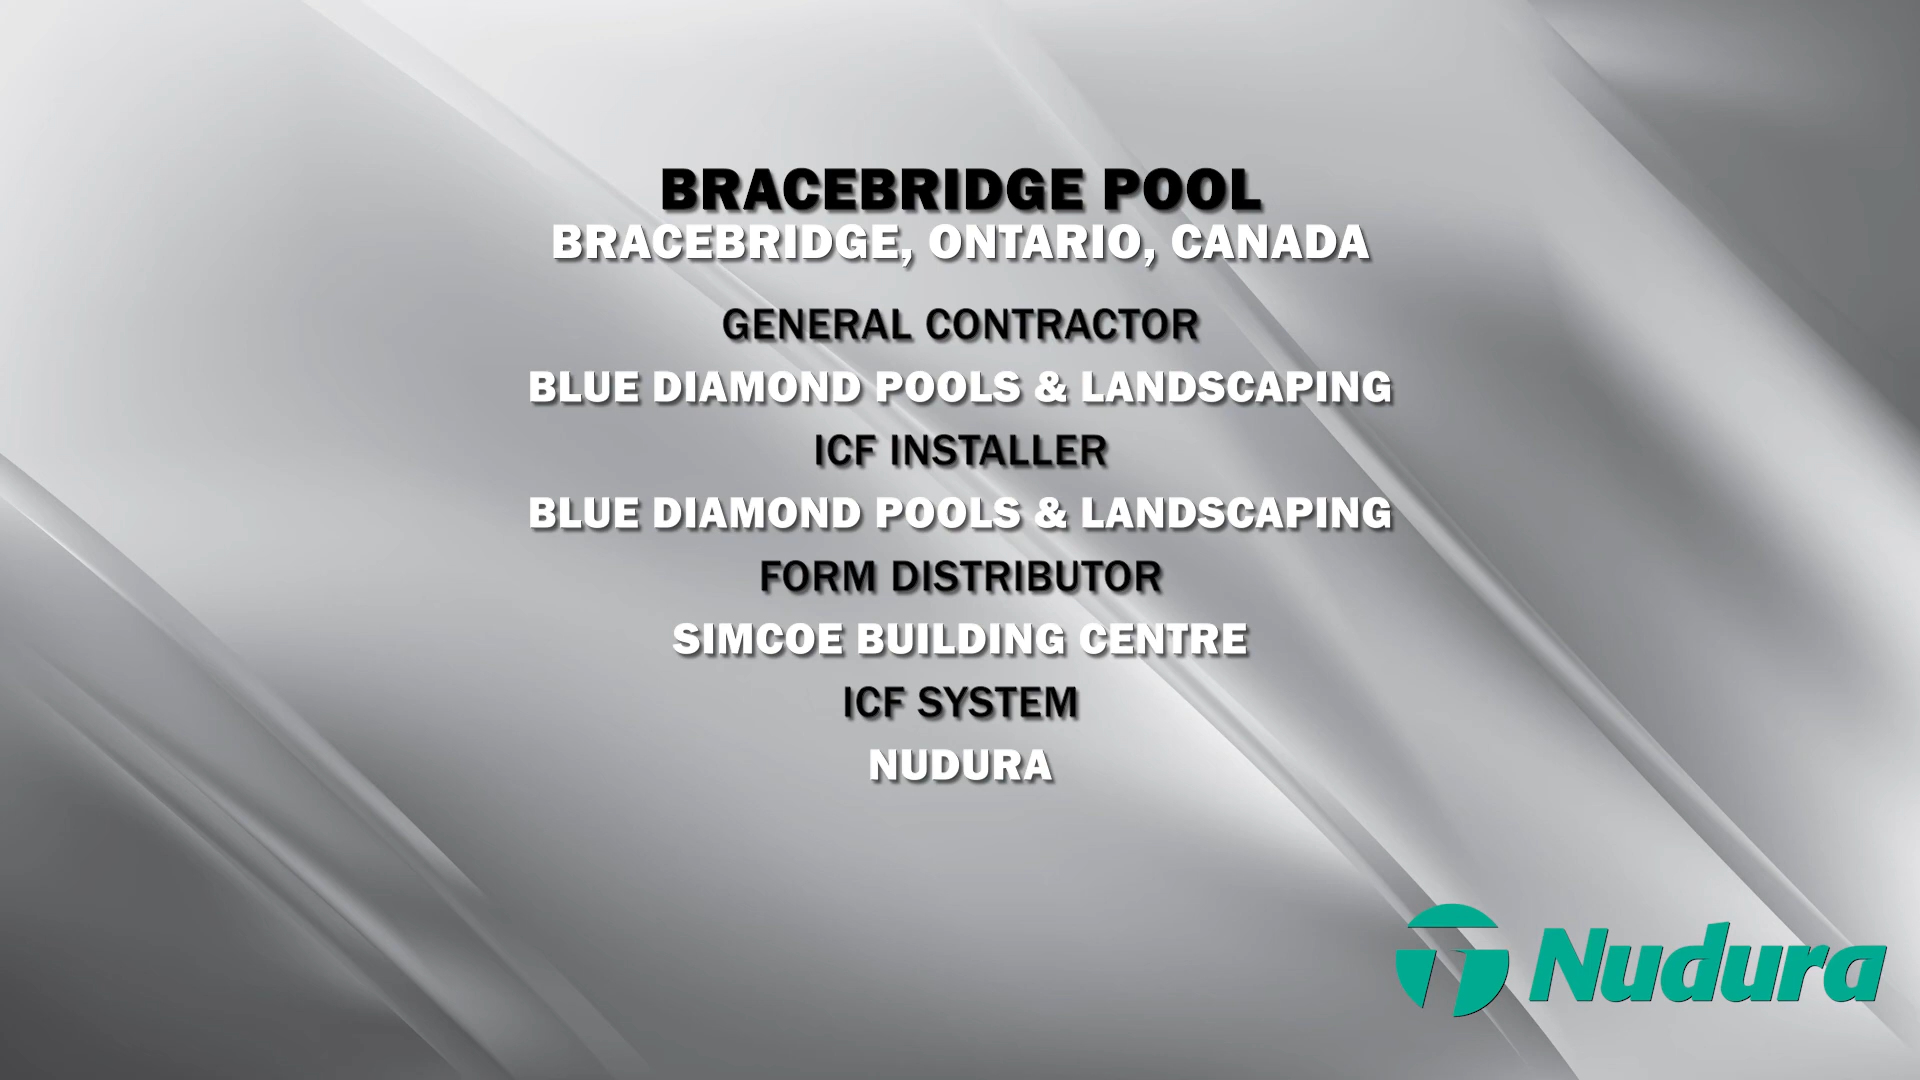 BRACEBRIDGE POOL
BRACEBRIDGE, ONTARIO, CANADA
GENERAL CONTRACTOR
BLUE DIAMOND POOLS & LANDSCAPING
ICF INSTALLER
BLUE DIAMOND POOLS & LANDSCAPING
FORM DISTRIBUTOR
SIMCOE BUILDING CENTRE
ICF SYSTEM
NUDURA
Nudura